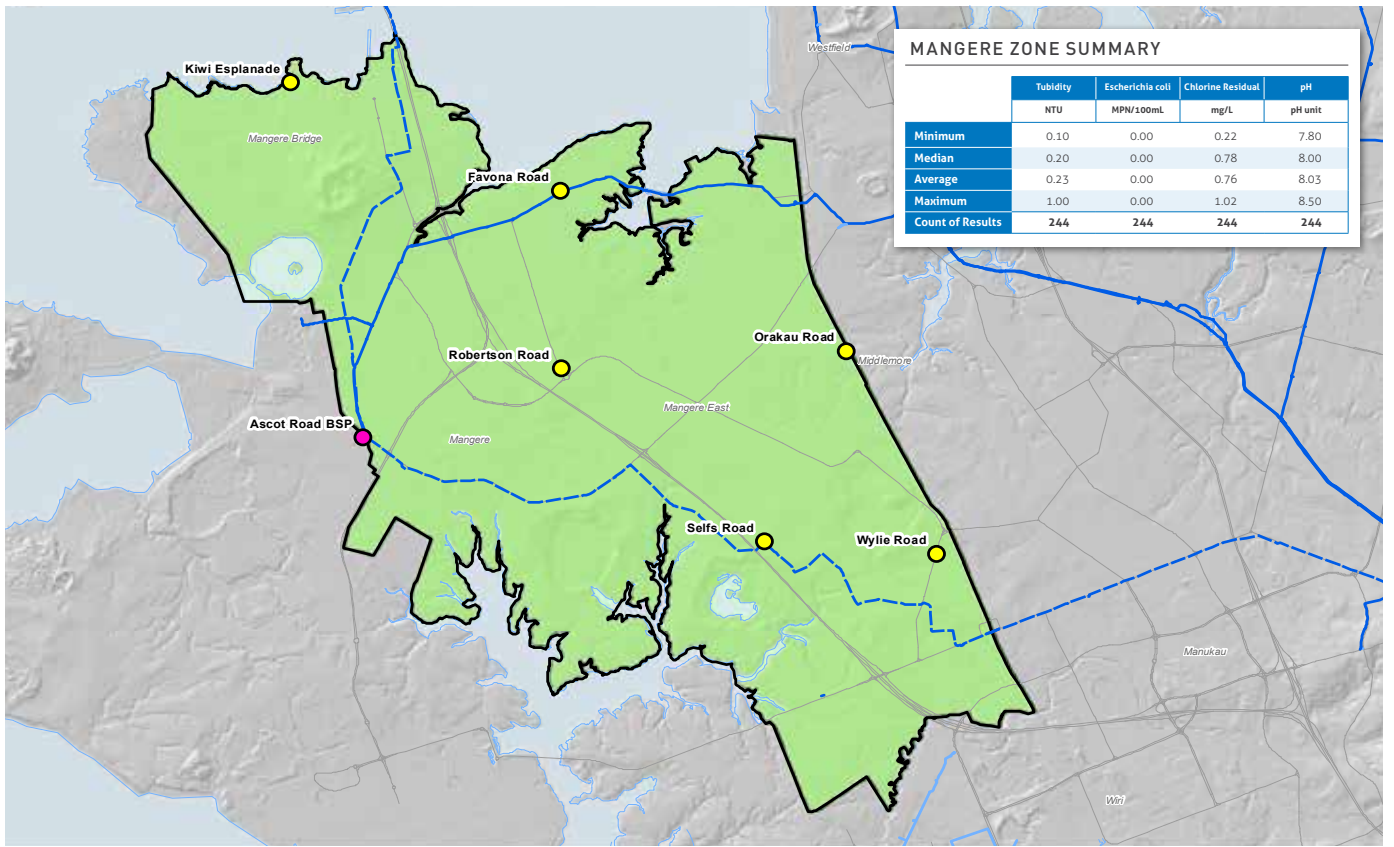 Westfield
MANGERE ZONE SUMMARY
Tubidity Escherichia coli Chlorine Residual pH
NTU MPN/100mL mg/L pH unit
Minimum 0.10 0.00 0.22 7.80
Median 0.20 0.00 0.78 8.00
Average 0.23 0.00 0.76 8.03
Maximum 1.00 0.00 1.02 8.50
Count of Results 244 244 244 244
Kiwi Esplanade
Mangere Bridge
Favona Road
Orakau Road
Middlemore
Robertson Road
Mangere East
Ascot Road BSP
Mangere
Selfs Road
Wylie Road
Manukau
Wiri